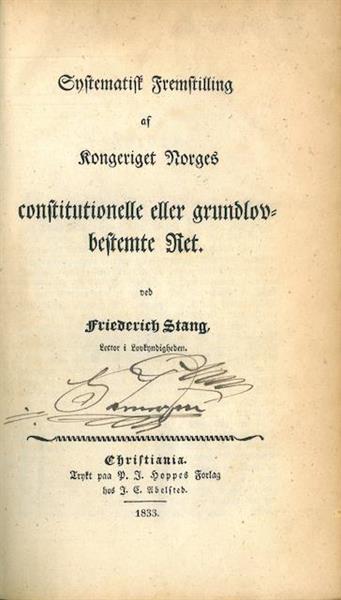 Systematisk Fremstilling
af
Kongeriget Norges
constitutionelle eller grundlov=
bestemte Ret.
ved
Friederich Stang,
Lector i Lovkyndigheden.
Christiania.
Trykt paa P. J. Hoppes Forlag
hos J. C. Abelsted.
1833.